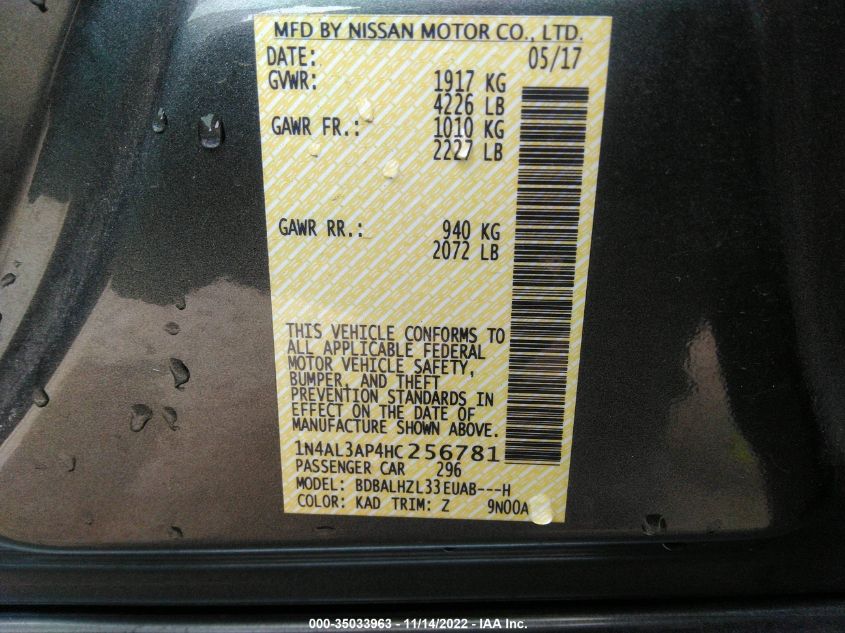 MFD BY NISSAN MOTOR CO., LTD.
DATE: 05/17
GVWR: 1917 KG
4226 LB
GAWR FR.: 1010 KG
2227 LB
GAWR RR.: 940 KG
2072 LB
THIS VEHICLE CONFORMS TO
ALL APPLICABLE FEDERAL
MOTOR VEHICLE SAFETY,
BUMPER, AND THEFT
PREVENTION STANDARDS IN
EFFECT ON THE DATE OF
MANUFACTURE SHOWN ABOVE.
1N4AL3AP4HC256781
PASSENGER CAR 296
MODEL: BDBALHZL33EUAB---H
COLOR: KAD TRIM: Z 9N00A
000-35033963 - 11/14/2022 - IAA Inc.